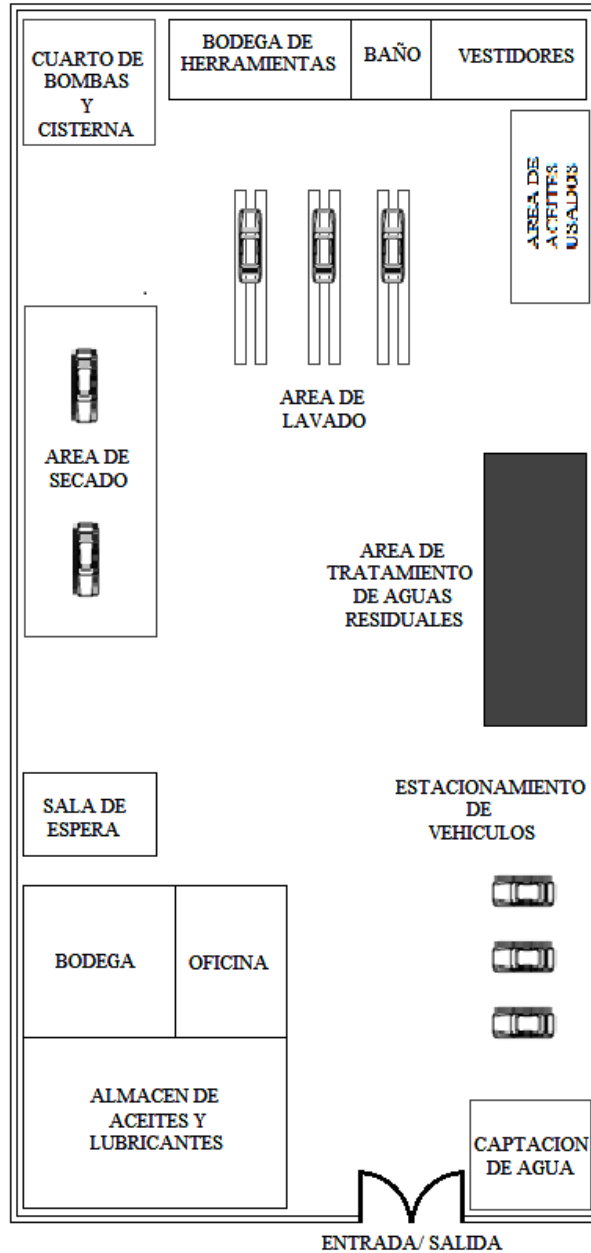 CUARTO DE
BOMBAS
Y
CISTERNA
BODEGA DE
HERRAMIENTAS
BAÑO
VESTIDORES
AREA DE
ACEITES
USADOS
AREA DE
LAVADO
AREA DE
SECADO
AREA DE
TRATAMIENTO
DE AGUAS
RESIDUALES
SALA DE
ESPERA
ESTACIONAMIENTO
DE
VEHICULOS
BODEGA
OFICINA
ALMACEN DE
ACEITES Y
LUBRICANTES
CAPTACION
DE AGUA
ENTRADA/ SALIDA